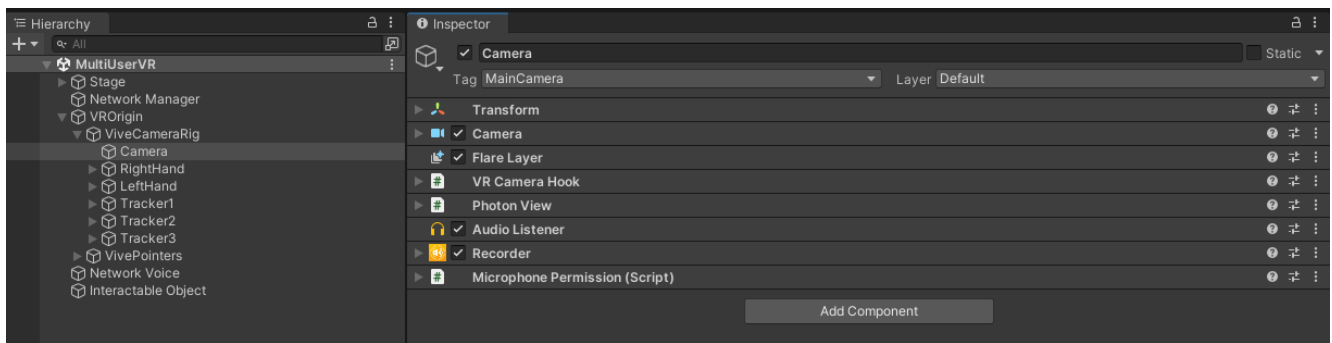 Hierarchy
All
MultiUserVR
Stage
Network Manager
VROrigin
ViveCameraRig
Camera
RightHand
LeftHand
Tracker1
Tracker2
Tracker3
VivePointers
Network Voice
Interactable Object
Inspector
Camera Static
Tag MainCamera Layer Default
Transform
Camera
Flare Layer
VR Camera Hook
Photon View
Audio Listener
Recorder
Microphone Permission (Script)
Add Component